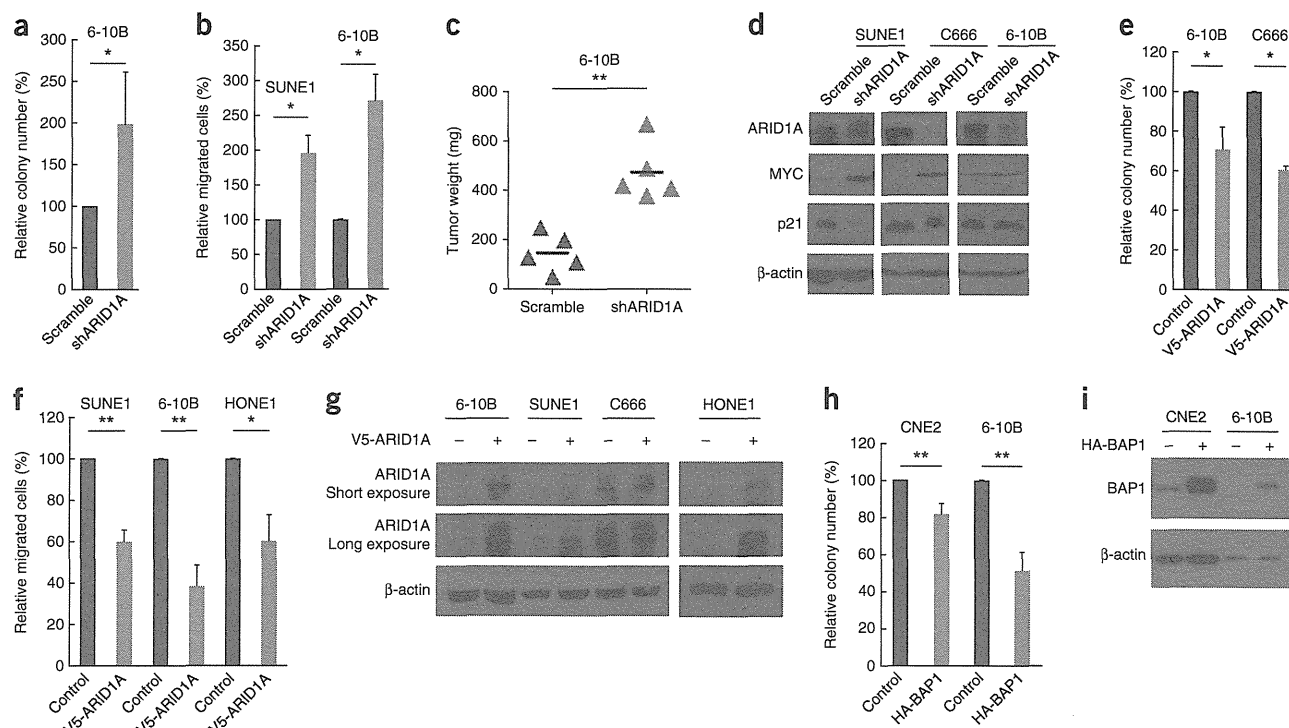 a
6-10B
*
Relative colony number (%)
300
250
200
150
100
50
0
Scramble
shARID1A
b
6-10B
*
SUNE1
*
Relative migrated cells (%)
350
300
250
200
150
100
50
0
Scramble
shARID1A
Scramble
shARID1A
c
6-10B
**
Tumor weight (mg)
800
600
400
200
0
Scramble
shARID1A
d
SUNE1 C666 6-10B
Scramble shARID1A Scramble shARID1A Scramble shARID1A
ARID1A
MYC
p21
β-actin
e
6-10B C666
* *
Relative colony number (%)
120
100
80
60
40
20
0
Control
V5-ARID1A
Control
V5-ARID1A
f
SUNE1 6-10B HONE1
** ** *
Relative migrated cells (%)
120
100
80
60
40
20
0
Control
V5-ARID1A
Control
V5-ARID1A
Control
V5-ARID1A
g
6-10B SUNE1 C666 HONE1
V5-ARID1A – + – + – + – +
ARID1A
Short exposure
ARID1A
Long exposure
β-actin
h
CNE2 6-10B
** **
Relative colony number (%)
120
100
80
60
40
20
0
Control
HA-BAP1
Control
HA-BAP1
i
CNE2 6-10B
HA-BAP1 – + – +
BAP1
β-actin